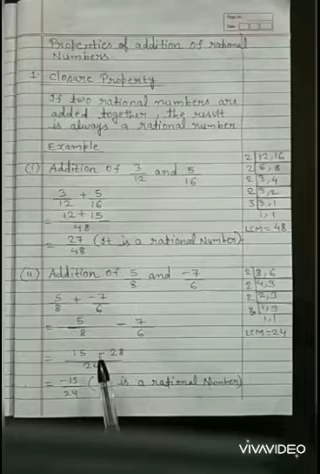 Page No.
Properties of addition of rational
Numbers
1. Closure Property
If two rational numbers are
added together, the result
is always a rational number
Example
(i) Addition of 3/12 and 5/16
3/12 + 5/16
= 12+15/48
= 27/48 (It is a rational Number)
2 | 12, 16
2 | 6, 8
2 | 3, 4
2 | 3, 2
3 | 3, 1
1, 1
LCM = 48
(ii) Addition of 5/8 and -7/6
5/8 + -7/6
= 5/8 - 7/6
= 15 - 28/24
= -13/24 ( is a rational Number)
2 | 8, 6
2 | 4, 3
2 | 2, 3
3 | 1, 3
1, 1
LCM = 24
VIVAVIDEO